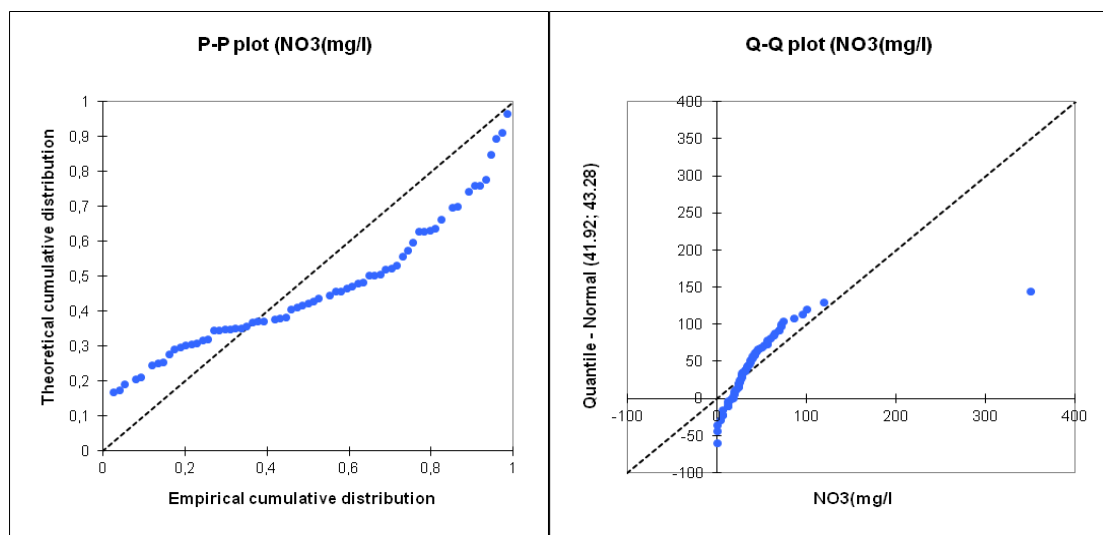 P-P plot (NO3(mg/l)
Theoretical cumulative distribution
1
0,9
0,8
0,7
0,6
0,5
0,4
0,3
0,2
0,1
0
0 0,2 0,4 0,6 0,8 1
Empirical cumulative distribution
Q-Q plot (NO3(mg/l)
Quantile - Normal (41.92; 43.28)
400
350
300
250
200
150
100
50
0
-50
-100
-100 0 100 200 300 400
NO3(mg/l